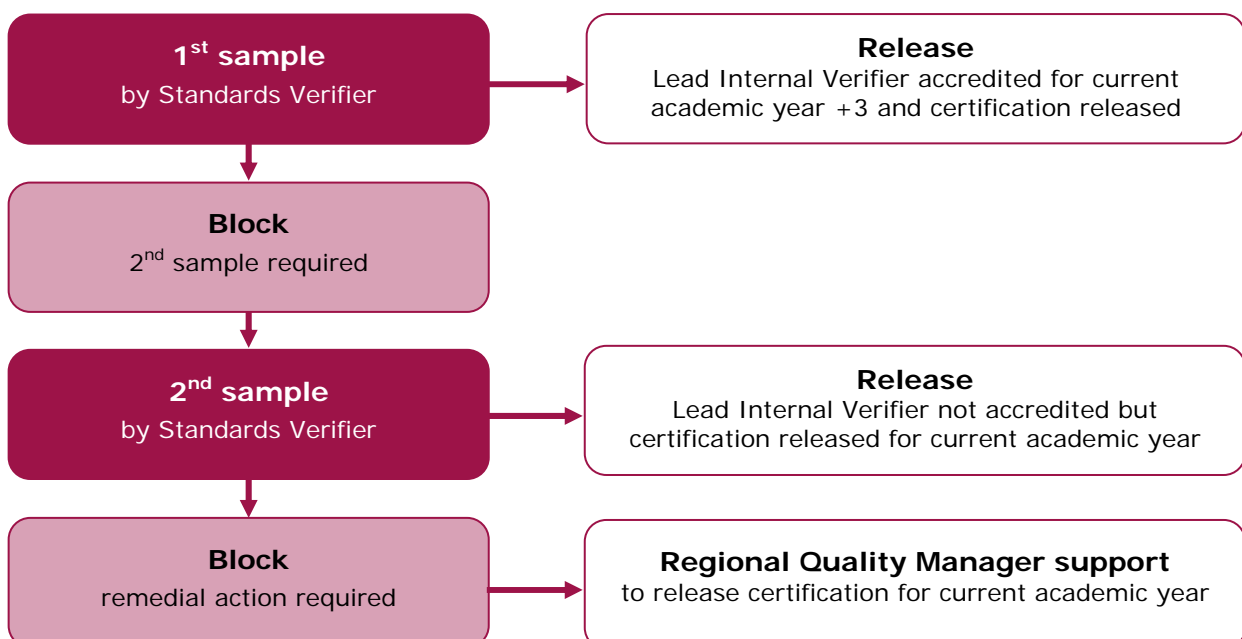 1st sample
by Standards Verifier
Release
Lead Internal Verifier accredited for current
academic year +3 and certification released
Block
2nd sample required
2nd sample
by Standards Verifier
Release
Lead Internal Verifier not accredited but
certification released for current academic year
Block
remedial action required
Regional Quality Manager support
to release certification for current academic year